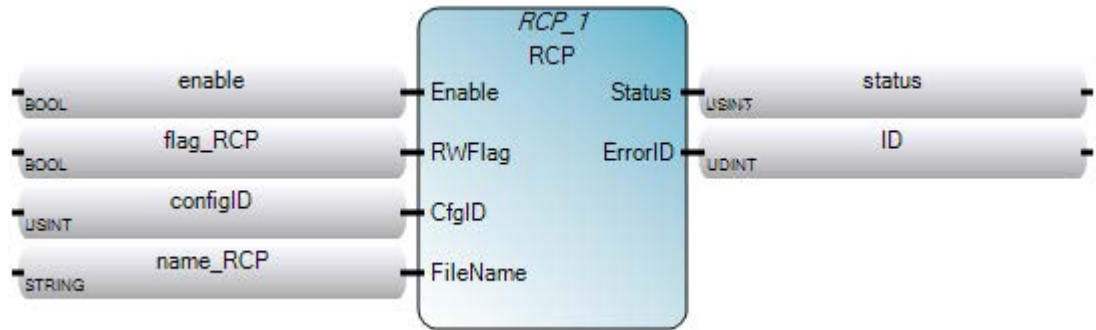 RCP_1
RCP
enable
BOOL
Enable
Status
status
USINT
flag_RCP
BOOL
RWFlag
ErrorID
ID
UDINT
configID
USINT
CfgID
name_RCP
STRING
FileName